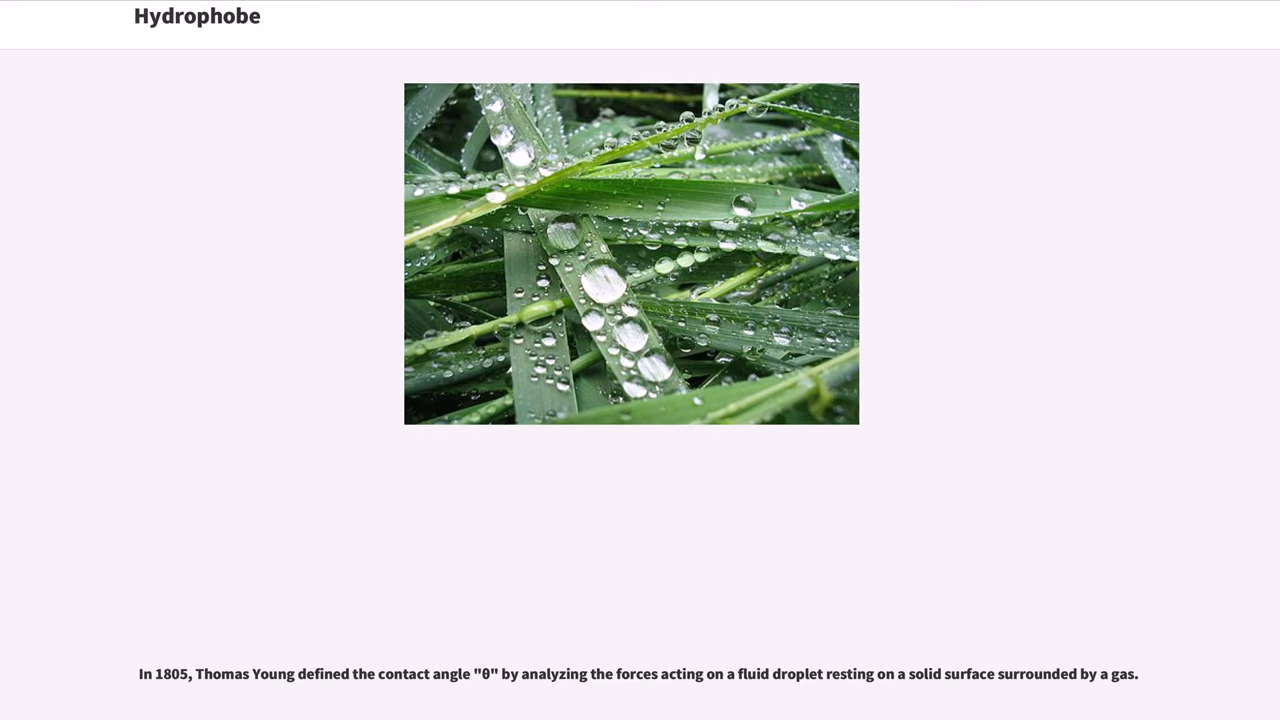 Hydrophobe
In 1805, Thomas Young defined the contact angle "θ" by analyzing the forces acting on a fluid droplet resting on a solid surface surrounded by a gas.